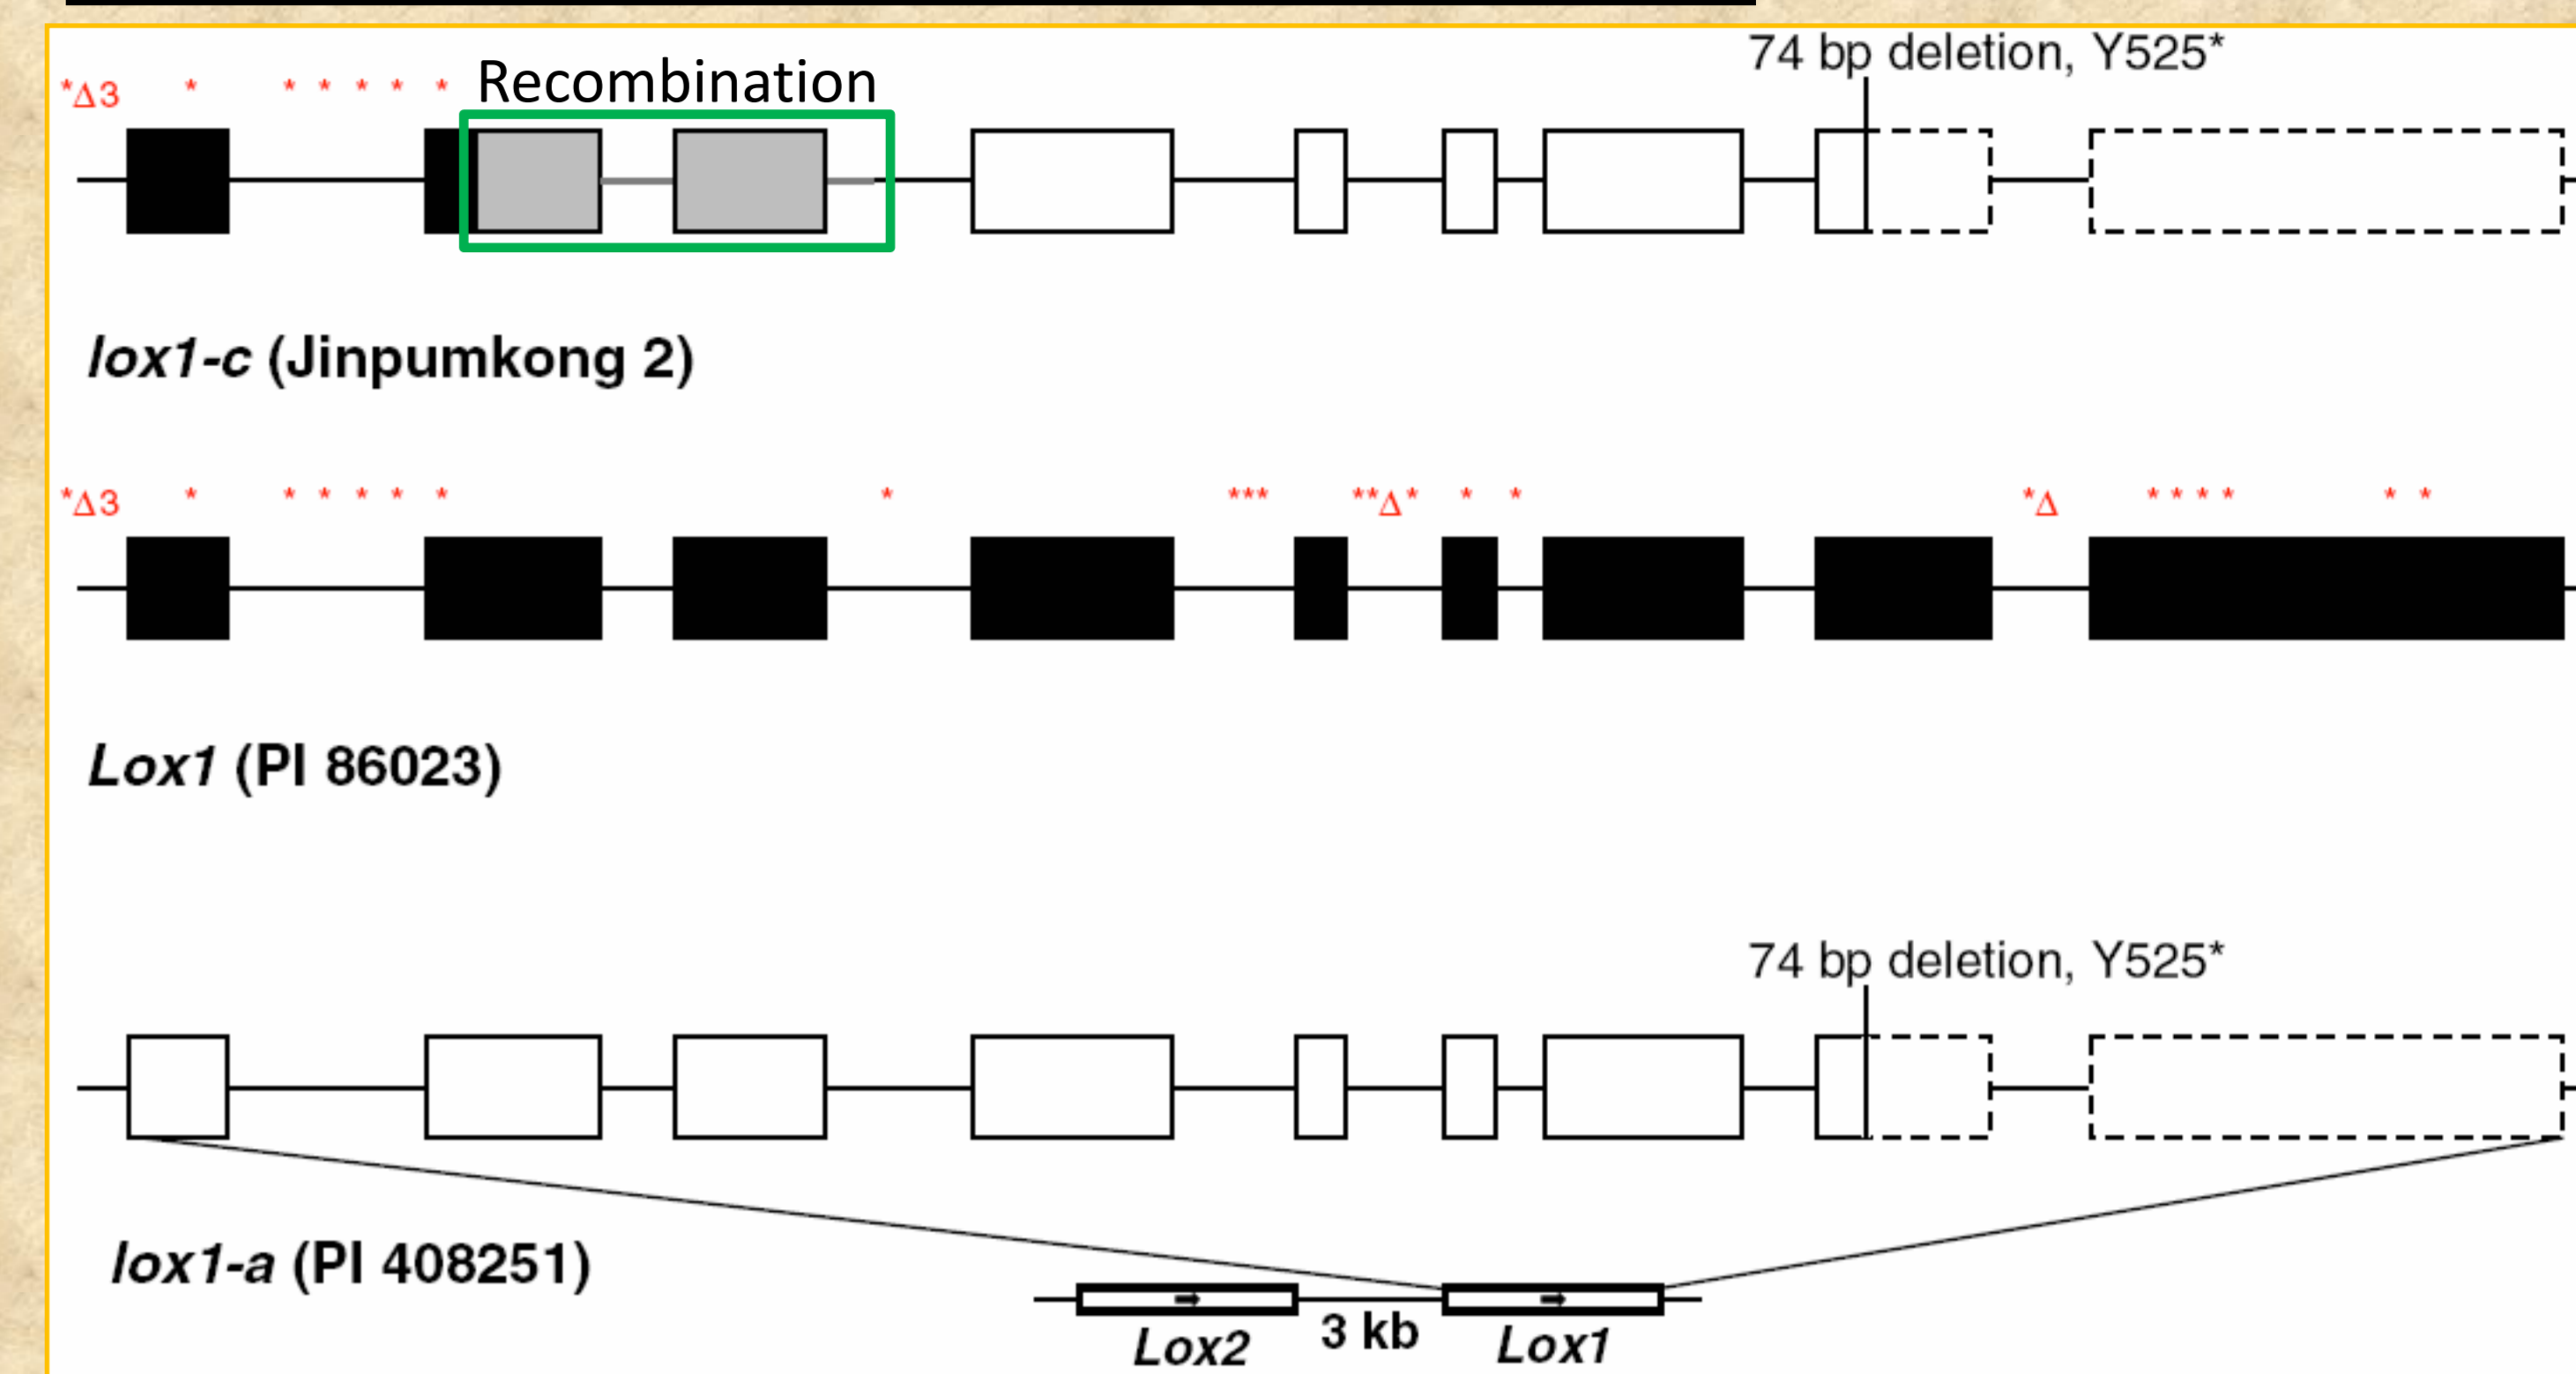 74 bp deletion, Y525*
Recombination
*Δ3 * * * * * *
lox1-c (Jinpumkong 2)
*Δ3 * * * * * * * *** **Δ* * * *Δ **** * *
Lox1 (PI 86023)
74 bp deletion, Y525*
lox1-a (PI 408251)
3 kb
Lox2 Lox1